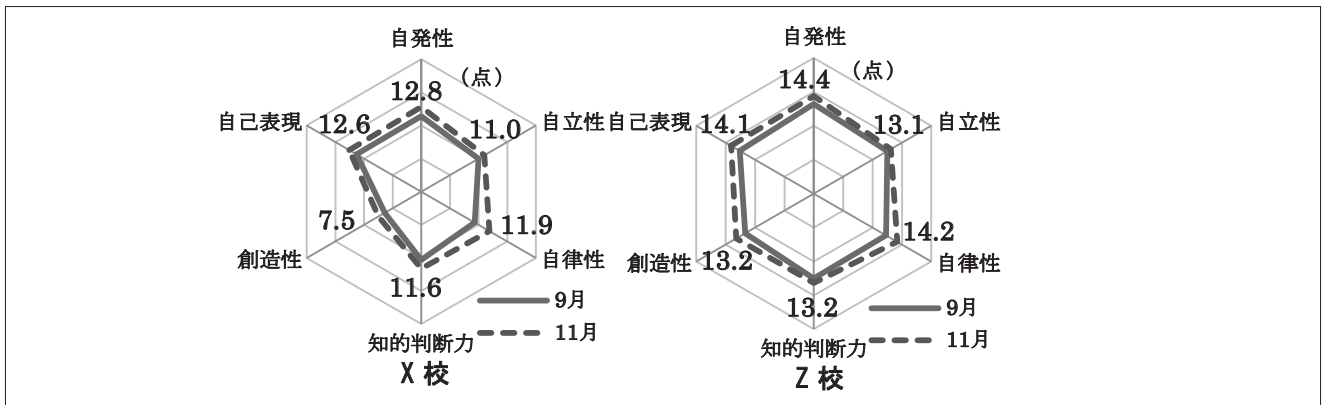 自発性
(点)
12.8
自己表現
12.6
11.0
自立性
7.5
11.9
創造性
自律性
11.6
9月
11月
知的判断力
X 校
自発性
(点)
14.4
自己表現
14.1
13.1
自立性
14.2
創造性
13.2
自律性
13.2
9月
11月
知的判断力
Z 校